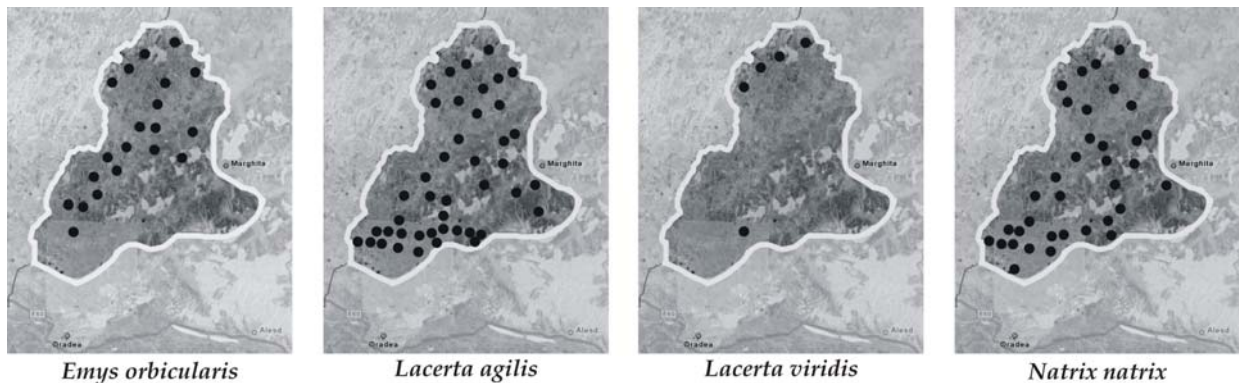 Marghita
Oradea
Alesd
Emys orbicularis
Marghita
Oradea
Alesd
Lacerta agilis
Marghita
Oradea
Alesd
Lacerta viridis
Marghita
Oradea
Alesd
Natrix natrix